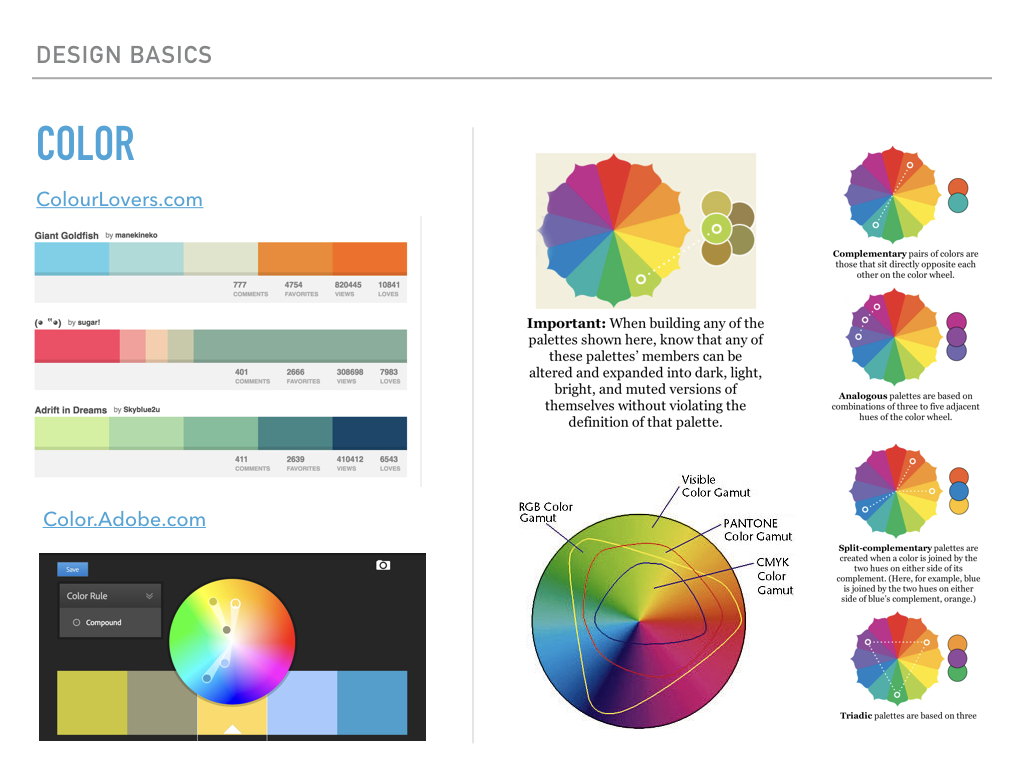 DESIGN BASICS
COLOR
ColourLovers.com
Giant Goldfish by manekineko
777 4754 820445 10841
COMMENTS FAVORITES VIEWS LOVES
by sugar!
401 2666 308698 7983
COMMENTS FAVORITES VIEWS LOVES
Adrift in Dreams by Skyblue2u
411 2639 410412 6543
COMMENTS FAVORITES VIEWS LOVES
Color.Adobe.com
Save
Color Rule
Compound
Important: When building any of the
palettes shown here, know that any of
these palettes’ members can be
altered and expanded into dark, light,
bright, and muted versions of
themselves without violating the
definition of that palette.
Visible
Color Gamut
RGB Color
Gamut
PANTONE
Color Gamut
CMYK
Color
Gamut
Complementary pairs of colors are
those that sit directly opposite each
other on the color wheel.
Analogous palettes are based on
combinations of three to five adjacent
hues of the color wheel.
Split-complementary palettes are
created when a color is joined by the
two hues on either side of its
complement. (Here, for example, blue
is joined by the two hues on either
side of blue’s complement, orange.)
Triadic palettes are based on three